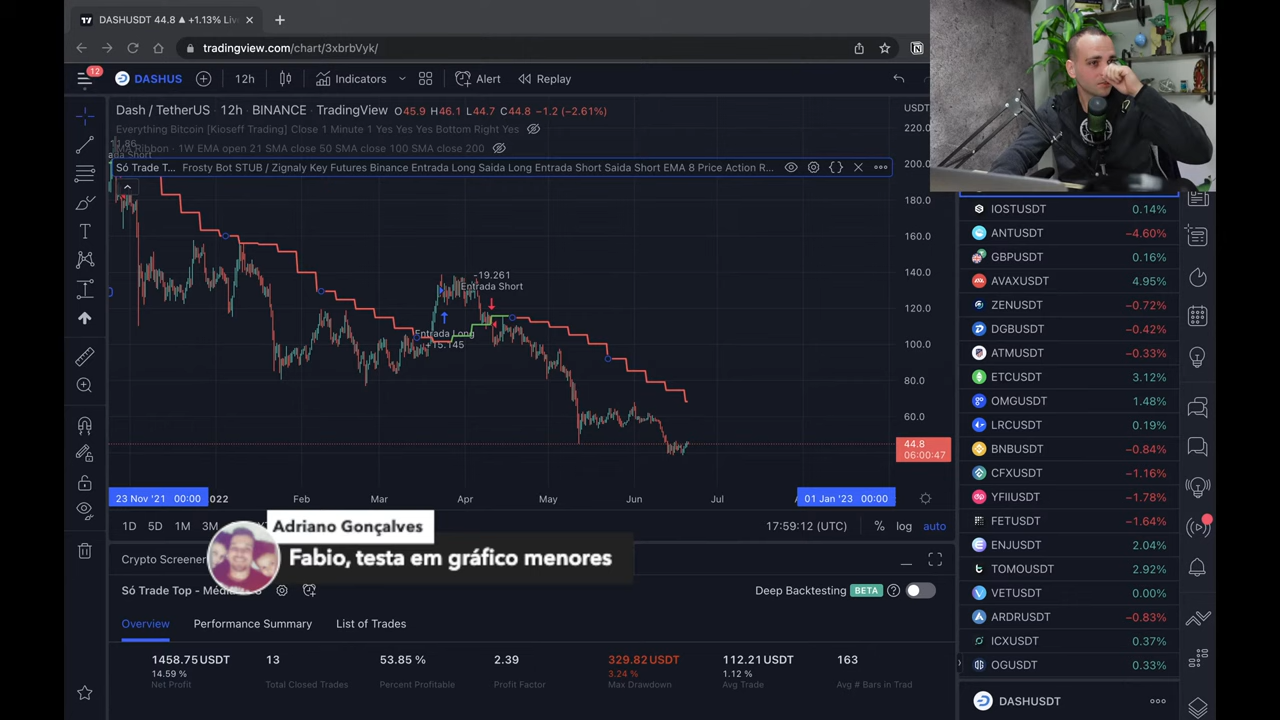 DASHUSDT 44.8 ▲ +1.13% Liv
tradingview.com/chart/3xbrbVyk/
12
DASHUS
12h
Indicators
Alert
Replay
Dash / TetherUS · 12h · BINANCE · TradingView O45.9 H46.1 L44.7 C44.8 −1.2 (−2.61%)
USDT
Everything Bitcoin [Kioseff Trading] Close 1 Minute 1 Yes Yes Yes Bottom Right Yes
MA Ribbon - 1W EMA open 21 SMA close 50 SMA close 100 SMA close 200
Só Trade T... Frosty Bot STUB / Zignaly Key Futures Binance Entrada Long Saida Long Entrada Short Saida Short EMA 8 Price Action R...
220.0
200.0
180.0
160.0
140.0
120.0
100.0
80.0
60.0
44.8
06:00:47
-19.261
Entrada Short
Entrada Long
+15.145
23 Nov '21 00:00
2022
Feb
Mar
Apr
May
Jun
Jul
01 Jan '23 00:00
1D 5D 1M 3M
17:59:12 (UTC)
% log auto
Adriano Gonçalves
Fabio, testa em gráfico menores
Crypto Screener
Só Trade Top - Média
Deep Backtesting BETA
Overview
Performance Summary
List of Trades
1458.75 USDT
14.59 %
Net Profit
13
Total Closed Trades
53.85 %
Percent Profitable
2.39
Profit Factor
329.82 USDT
3.24 %
Max Drawdown
112.21 USDT
1.12 %
Avg Trade
163
Avg # Bars in Trad
IOSTUSDT 0.14%
ANTUSDT −4.60%
GBPUSDT 0.16%
AVAXUSDT 4.95%
ZENUSDT −0.72%
DGBUSDT −0.42%
ATMUSDT −0.33%
ETCUSDT 3.12%
OMGUSDT 1.48%
LRCUSDT 0.19%
BNBUSDT −0.84%
CFXUSDT −1.16%
YFIIUSDT −1.78%
FETUSDT −1.64%
ENJUSDT 2.04%
TOMOUSDT 2.92%
VETUSDT 0.00%
ARDRUSDT −0.83%
ICXUSDT 0.37%
OGUSDT 0.33%
DASHUSDT